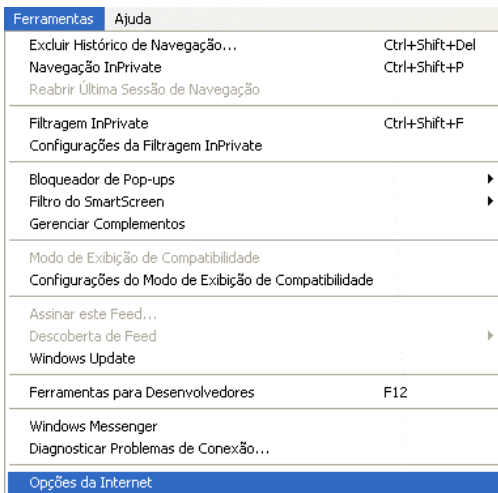 Ferramentas Ajuda
Excluir Histórico de Navegação... Ctrl+Shift+Del
Navegação InPrivate Ctrl+Shift+P
Reabrir Última Sessão de Navegação
Filtragem InPrivate Ctrl+Shift+F
Configurações da Filtragem InPrivate
Bloqueador de Pop-ups
Filtro do SmartScreen
Gerenciar Complementos
Modo de Exibição de Compatibilidade
Configurações do Modo de Exibição de Compatibilidade
Assinar este Feed...
Descoberta de Feed
Windows Update
Ferramentas para Desenvolvedores F12
Windows Messenger
Diagnosticar Problemas de Conexão...
Opções da Internet